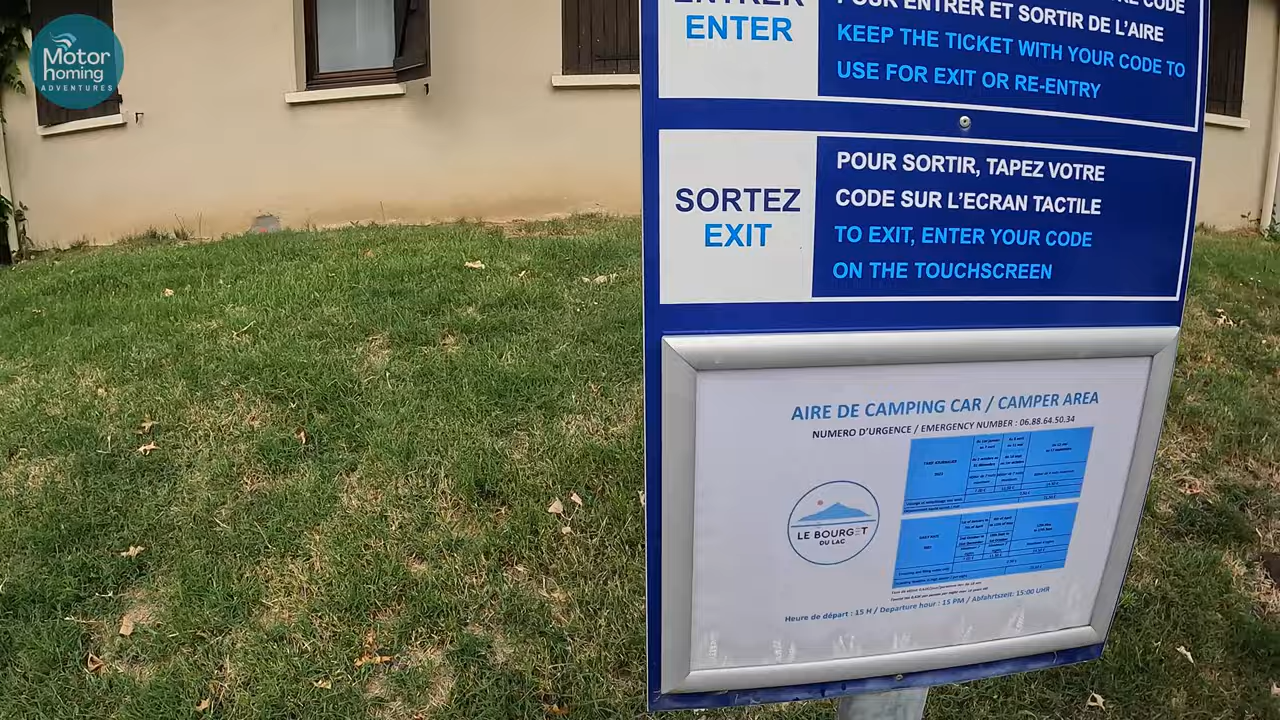 Motor
homing
ADVENTURES
ENTRER
ENTER
CODE
POUR ENTRER ET SORTIR DE L'AIRE
KEEP THE TICKET WITH YOUR CODE TO
USE FOR EXIT OR RE-ENTRY
SORTEZ
EXIT
POUR SORTIR, TAPEZ VOTRE
CODE SUR L'ECRAN TACTILE
TO EXIT, ENTER YOUR CODE
ON THE TOUCHSCREEN
AIRE DE CAMPING CAR / CAMPER AREA
NUMERO D'URGENCE / EMERGENCY NUMBER : 06.88.64.50.34
LE BOURGET
DU LAC
Heure de départ : 15 H / Departure hour : 15 PM / Abfahrtszeit: 15:00 UHR